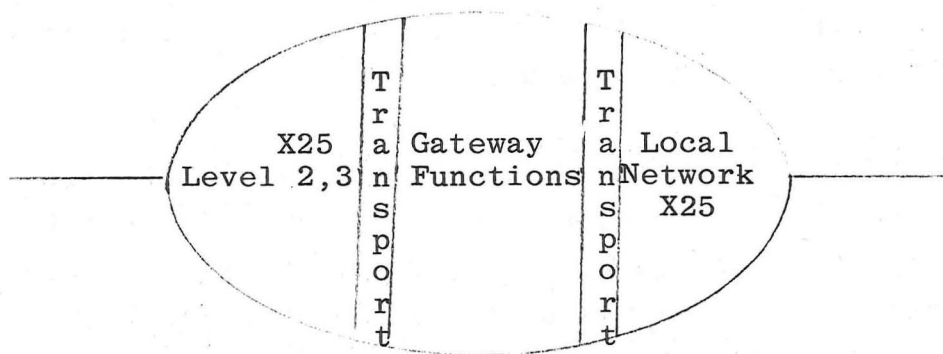 X25
Level 2,3
Transport
Gateway
Functions
Transport
Local
Network
X25